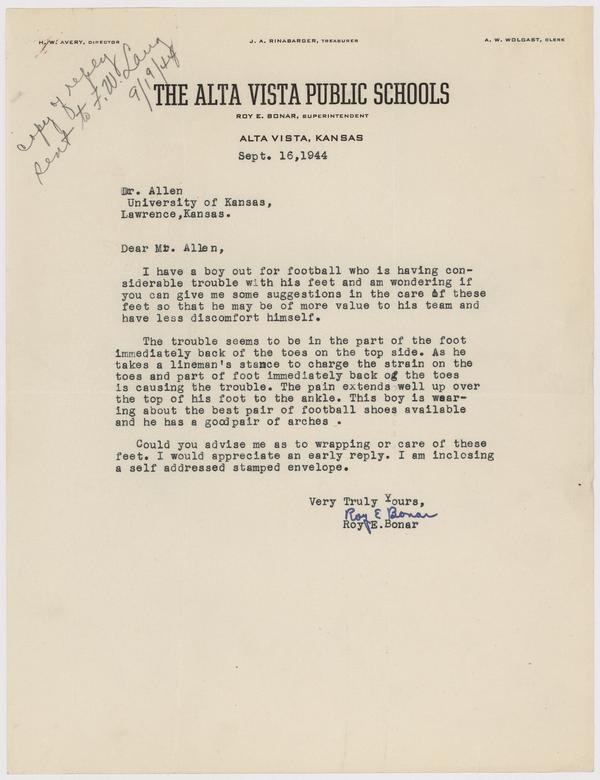 H. W. AVERY, DIRECTOR J. A. RINABARGER, TREASURER A. W. WOLGAST, CLERK
copy of reply
sent to F. W. Lang
9/19/44
THE ALTA VISTA PUBLIC SCHOOLS
ROY E. BONAR, SUPERINTENDENT
ALTA VISTA, KANSAS
Sept. 16,1944
Dr. Allen
University of Kansas,
Lawrence,Kansas.
Dear Mr. Allen,
I have a boy out for football who is having con-
siderable trouble with his feet and am wondering if
you can give me some suggestions in the care of these
feet so that he may be of more value to his team and
have less discomfort himself.
The trouble seems to be in the part of the foot
immediately back of the toes on the top side. As he
takes a lineman's stance to charge the strain on the
toes and part of foot immediately back of the toes
is causing the trouble. The pain extends well up over
the top of his foot to the ankle. This boy is wear-
ing about the best pair of football shoes available
and he has a good pair of arches .
Could you advise me as to wrapping or care of these
feet. I would appreciate an early reply. I am inclosing
a self addressed stamped envelope.
Very Truly Yours,
Roy E Bonar
Roy E.Bonar